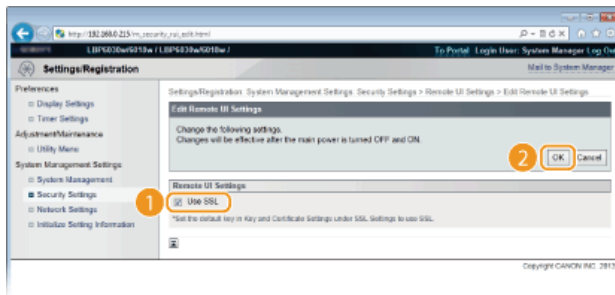 http://192.168.0.215/m_security_rui_edit.html
LBP6030w/6018w / LBP6030w/6018w /
To Portal Login User: System Manager Log Out
Settings/Registration
Mail to System Manager
Preferences
Display Settings
Timer Settings
Adjustment/Maintenance
Utility Menu
System Management Settings
System Management
Security Settings
Network Settings
Initialize Setting Information
Settings/Registration: System Management Settings: Security Settings > Remote UI Settings > Edit Remote UI Settings
Edit Remote UI Settings
Change the following settings.
Changes will be effective after the main power is turned OFF and ON.
2
OK
Cancel
Remote UI Settings
1
Use SSL
*Set the default key in Key and Certificate Settings under SSL Settings to use SSL.
Copyright CANON INC. 2013